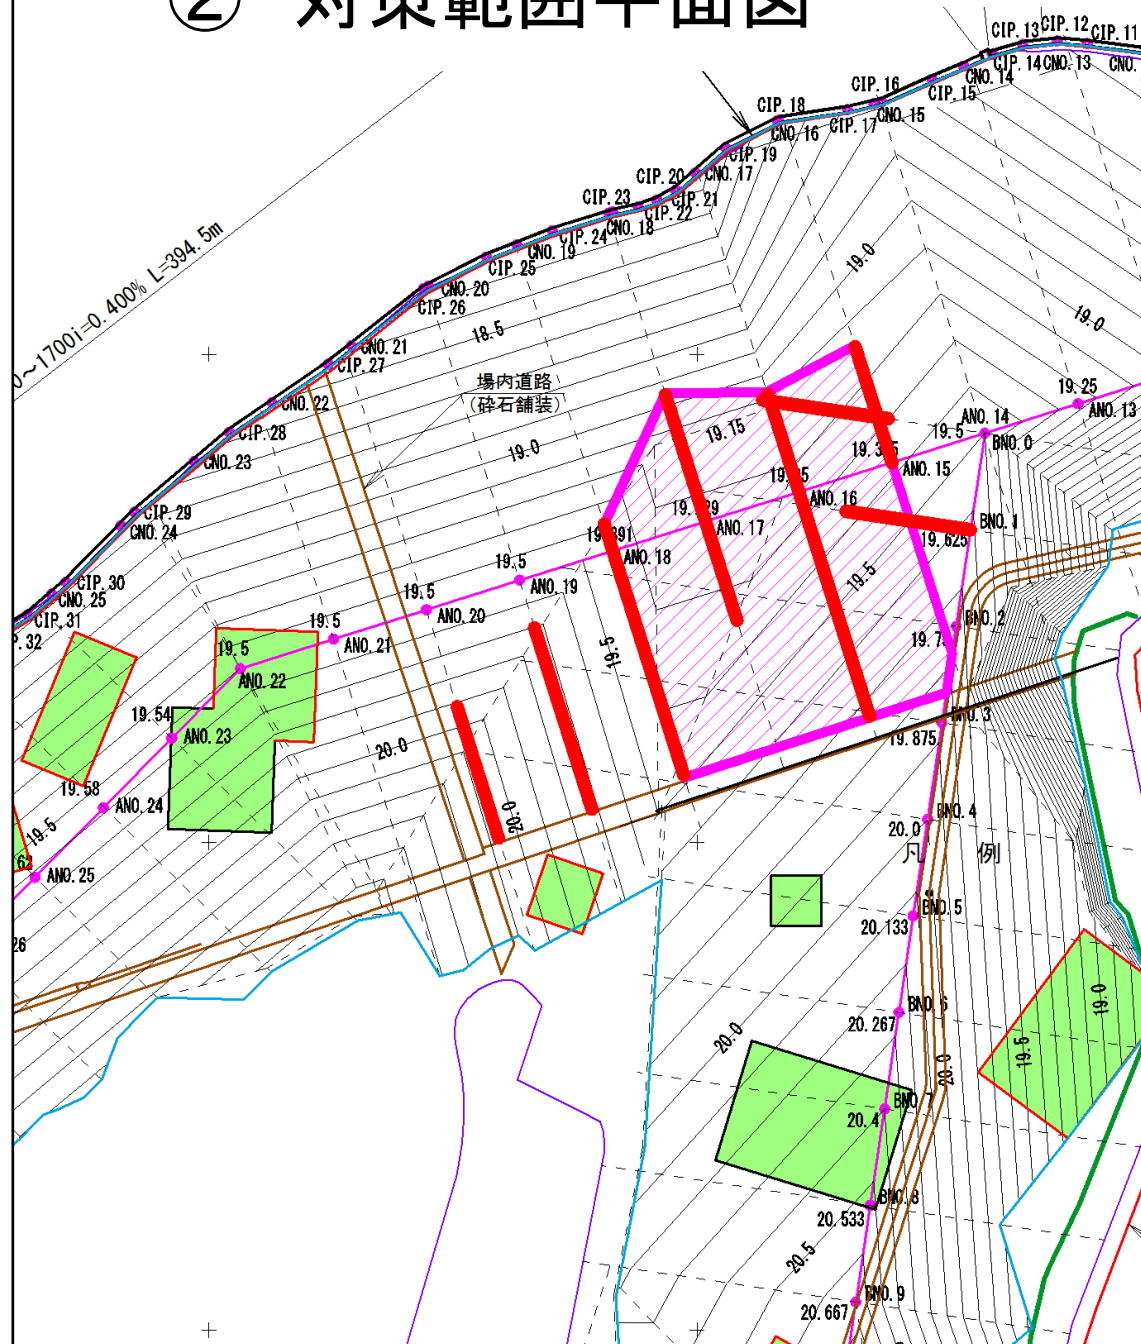 ② 対策範囲平面図
CIP.13
CIP.12
CIP.11
CIP.14
CNO.13
CNO.14
CIP.15
CIP.16
CNO.15
CIP.17
CIP.18
CNO.16
CIP.19
CNO.17
CIP.20
CIP.21
CIP.22
CIP.23
CNO.18
CIP.24
CNO.19
CIP.25
CNO.20
CIP.26
CNO.21
CIP.27
CNO.22
CIP.28
CNO.23
CIP.29
CNO.24
CIP.30
CNO.25
CIP.31
0～1700i=0.400% L=394.5m
18.5
場内道路
(砕石舗装)
19.0
19.0
19.0
19.25
ANO.13
ANO.14
19.5
BNO.0
19.15
ANO.15
ANO.16
ANO.17
ANO.18
BNO.1
19.625
19.5
19.5
ANO.19
19.5
ANO.20
19.5
ANO.21
19.5
ANO.22
19.54
ANO.23
19.58
ANO.24
19.5
ANO.25
19.5
20.0
20.0
BNO.2
BNO.3
19.875
BNO.4
20.0
凡 例
BNO.5
20.133
BNO.6
20.267
20.0
20.0
BNO.7
20.4
BNO.8
20.533
20.5
BNO.9
20.667
19.0
19.5